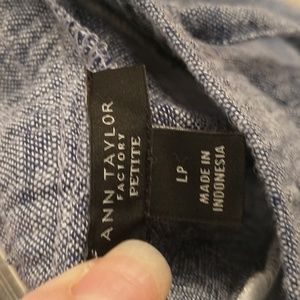 ANN TAYLOR
FACTORY
PETITE
LP
MADE IN
INDONESIA